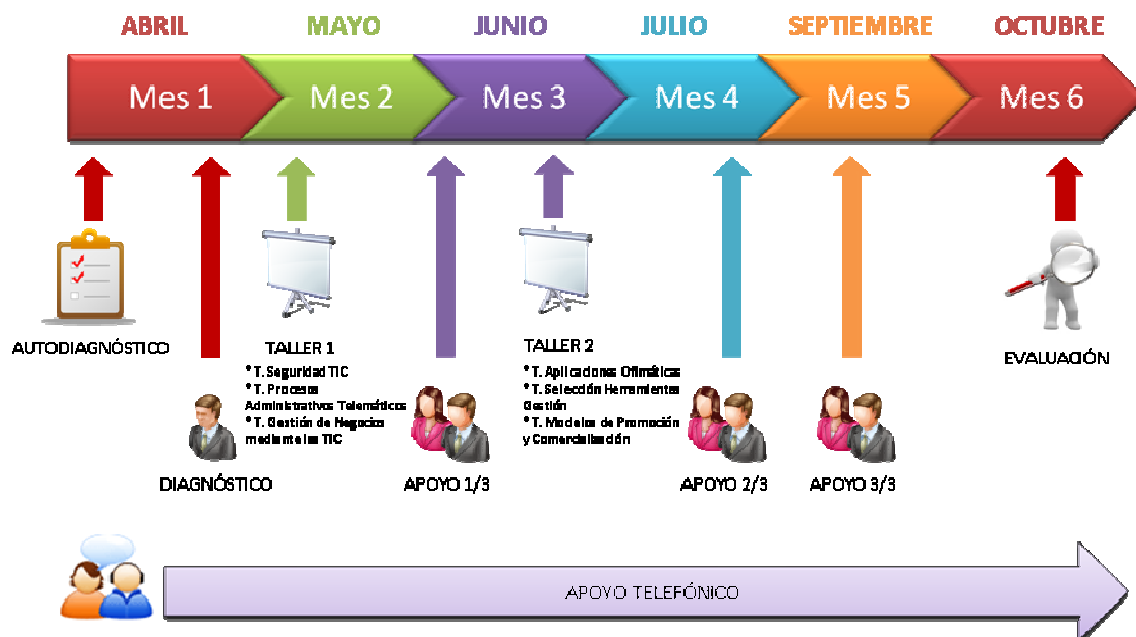 ABRIL
MAYO
JUNIO
JULIO
SEPTIEMBRE
OCTUBRE
Mes 1
Mes 2
Mes 3
Mes 4
Mes 5
Mes 6
AUTODIAGNÓSTICO
DIAGNÓSTICO
TALLER 1
* T. Seguridad TIC
* T. Procesos
Administrativos Telemáticos
* T. Gestión de Negocios
mediante las TIC
APOYO 1/3
TALLER 2
* T. Aplicaciones Ofimáticas
* T. Selección Herramientas
Gestión
* T. Modelos de Promoción
y Comercialización
APOYO 2/3
APOYO 3/3
EVALUACIÓN
APOYO TELEFÓNICO